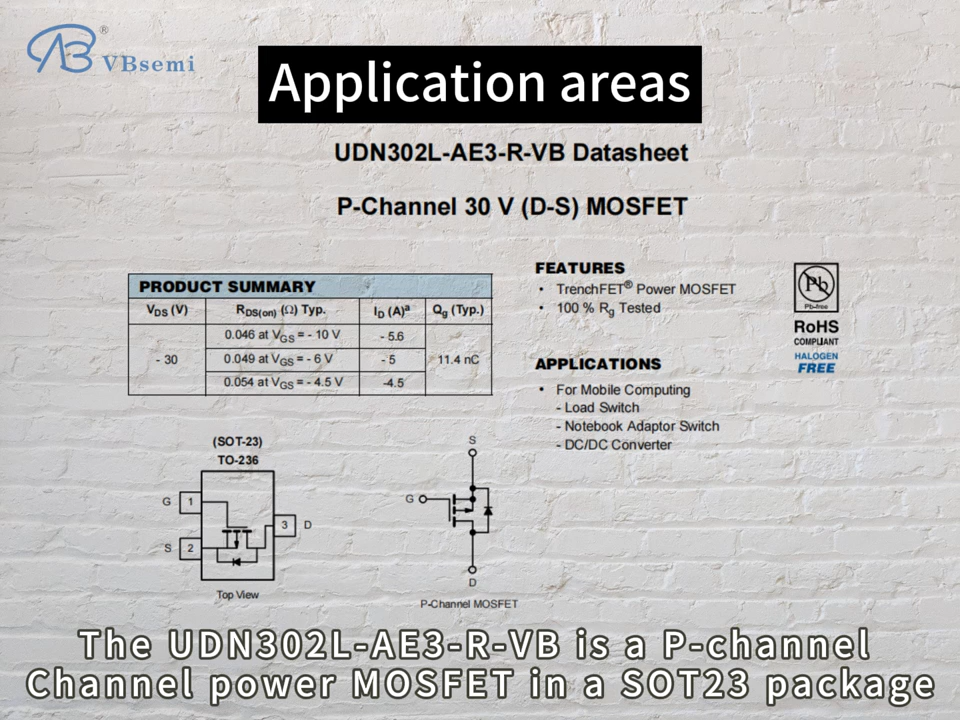 VBsemi ®
Application areas
UDN302L-AE3-R-VB Datasheet
P-Channel 30 V (D-S) MOSFET
PRODUCT SUMMARY
VDS (V) RDS(on) (Ω) Typ. ID (A)a Qg (Typ.)
- 30 0.046 at VGS = - 10 V - 5.6 11.4 nC
0.049 at VGS = - 6 V - 5
0.054 at VGS = - 4.5 V -4.5
FEATURES
• TrenchFET® Power MOSFET
• 100 % Rg Tested
Pb
Pb-free
RoHS
COMPLIANT
HALOGEN
FREE
APPLICATIONS
• For Mobile Computing
- Load Switch
- Notebook Adaptor Switch
- DC/DC Converter
(SOT-23)
TO-236
G 1
3 D
S 2
Top View
S
G
D
P-Channel MOSFET
The UDN302L-AE3-R-VB is a P-channel
Channel power MOSFET in a SOT23 package